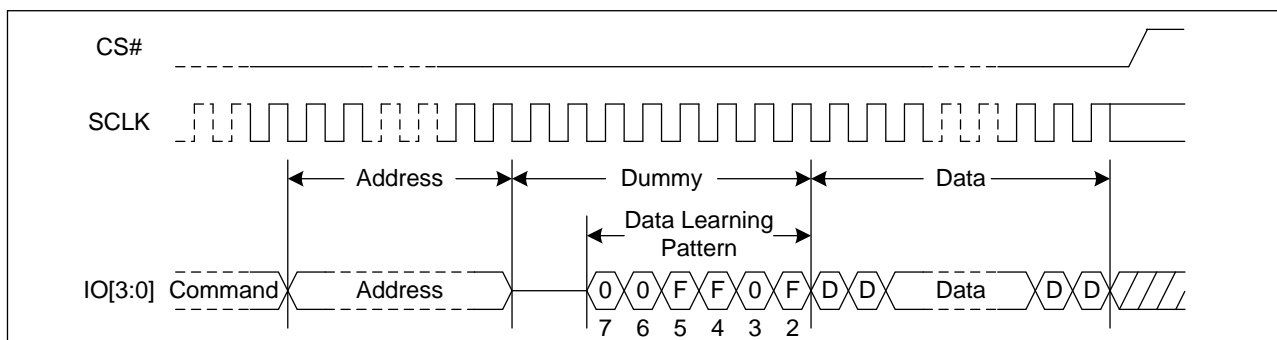 CS#
SCLK
Address Dummy Data
Data Learning
Pattern
IO[3:0] Command Address 0 0 F F 0 F D D Data D D
7 6 5 4 3 2